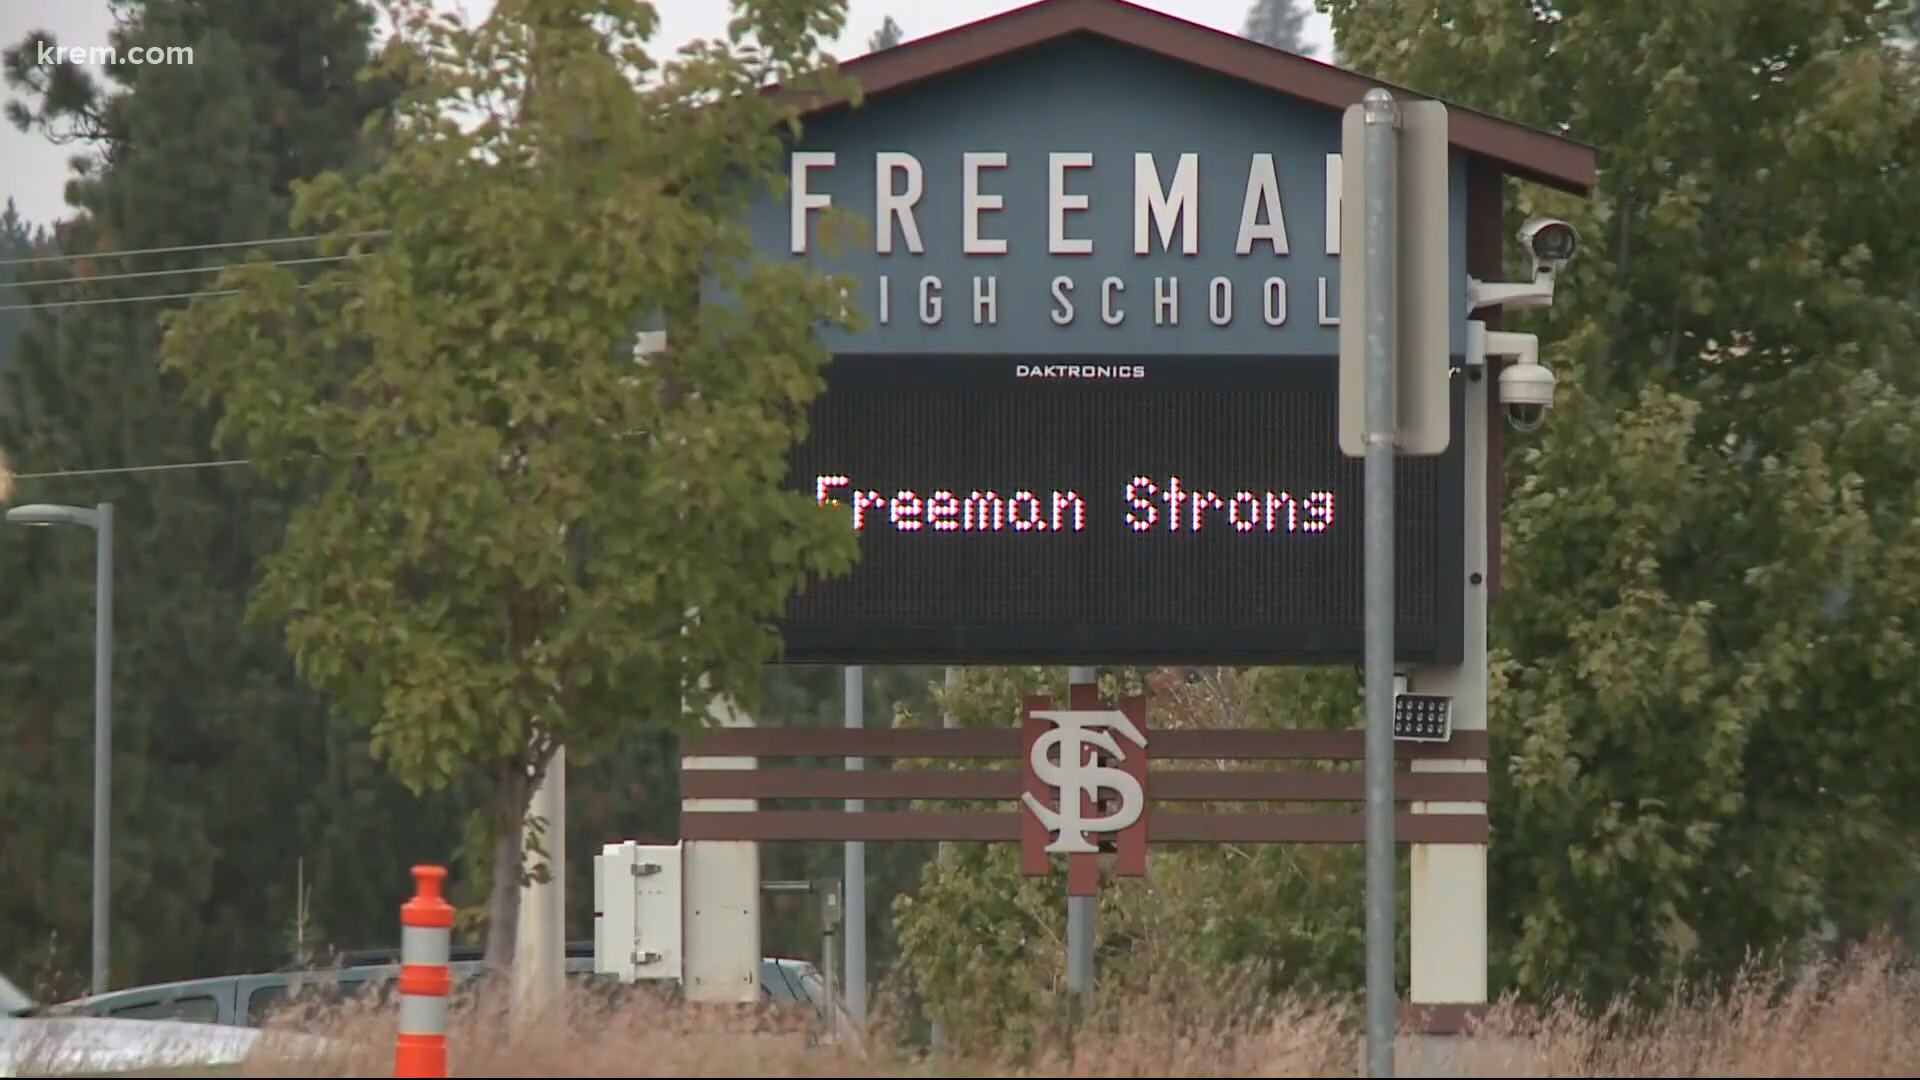 krem.com
FREEMAN
HIGH SCHOOL
DAKTRONICS
Freeman Strong
FS